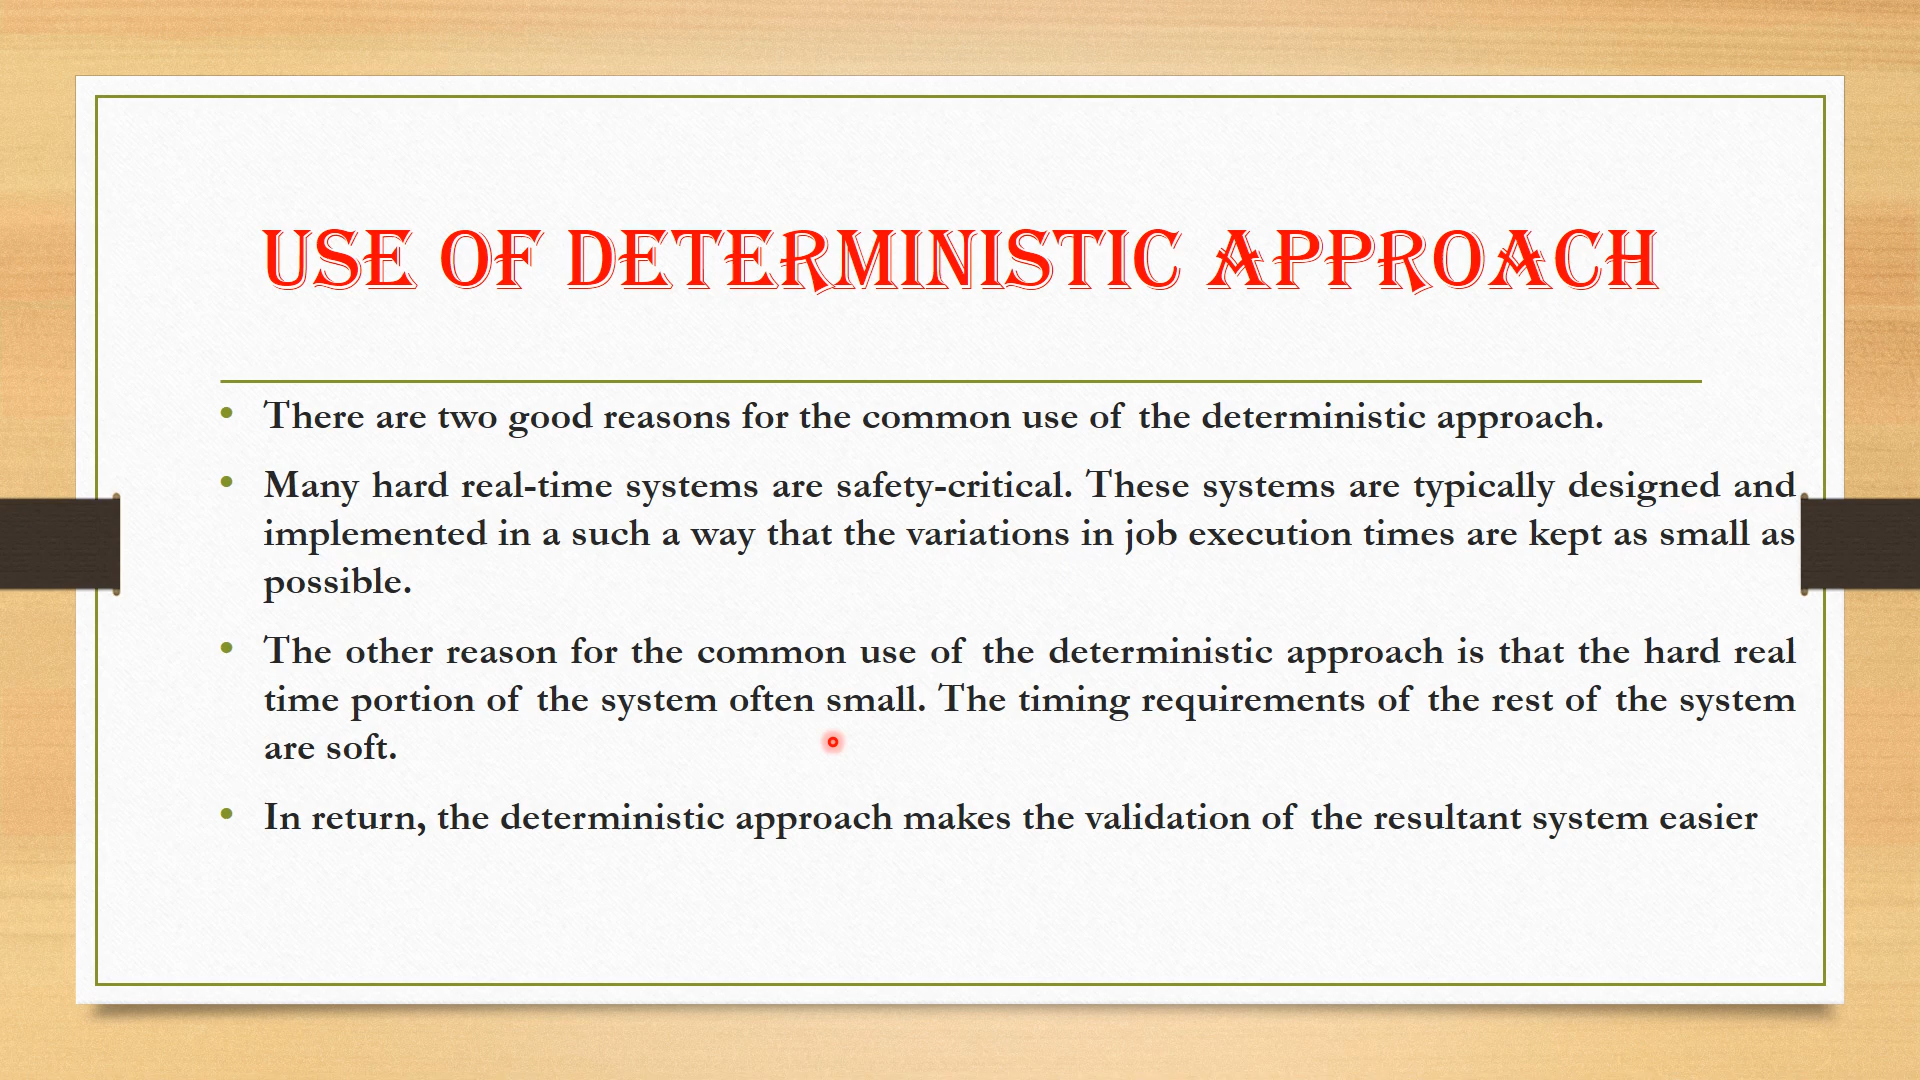 USE OF DETERMINISTIC APPROACH
• There are two good reasons for the common use of the deterministic approach.
• Many hard real-time systems are safety-critical. These systems are typically designed and
implemented in a such a way that the variations in job execution times are kept as small as
possible.
• The other reason for the common use of the deterministic approach is that the hard real
time portion of the system often small. The timing requirements of the rest of the system
are soft.
• In return, the deterministic approach makes the validation of the resultant system easier